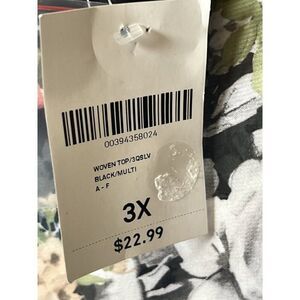 00394358024
WOVEN TOP/3QSLV
BLACK/MULTI
A - F
3X
$22.99